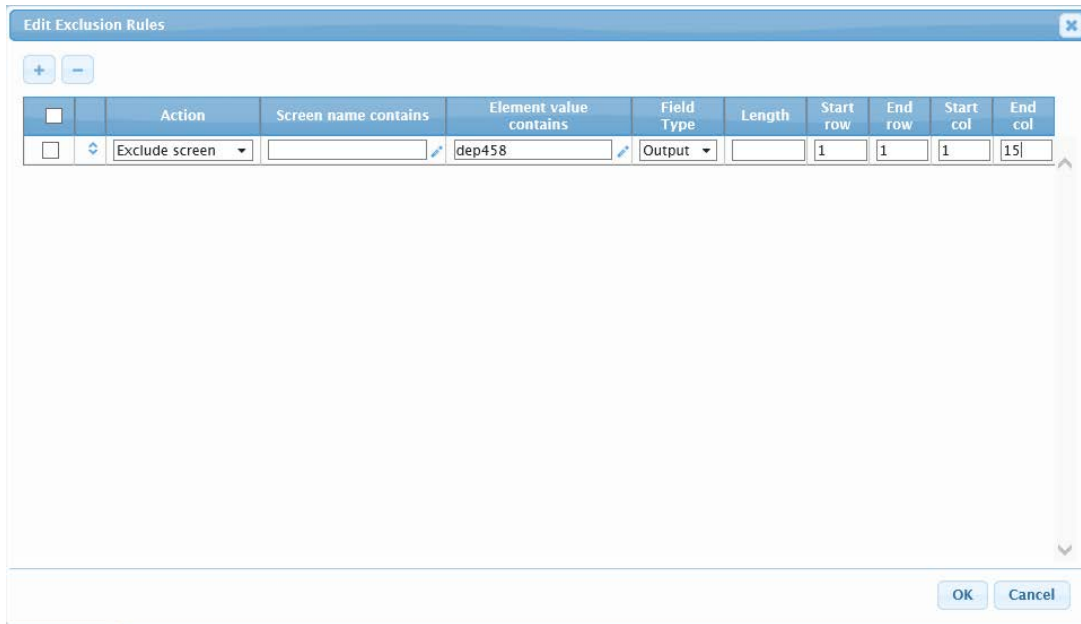 Edit Exclusion Rules
+ −
Action Screen name contains Element value contains Field Type Length Start row End row Start col End col
Exclude screen dep458 Output 1 1 1 15
OK Cancel